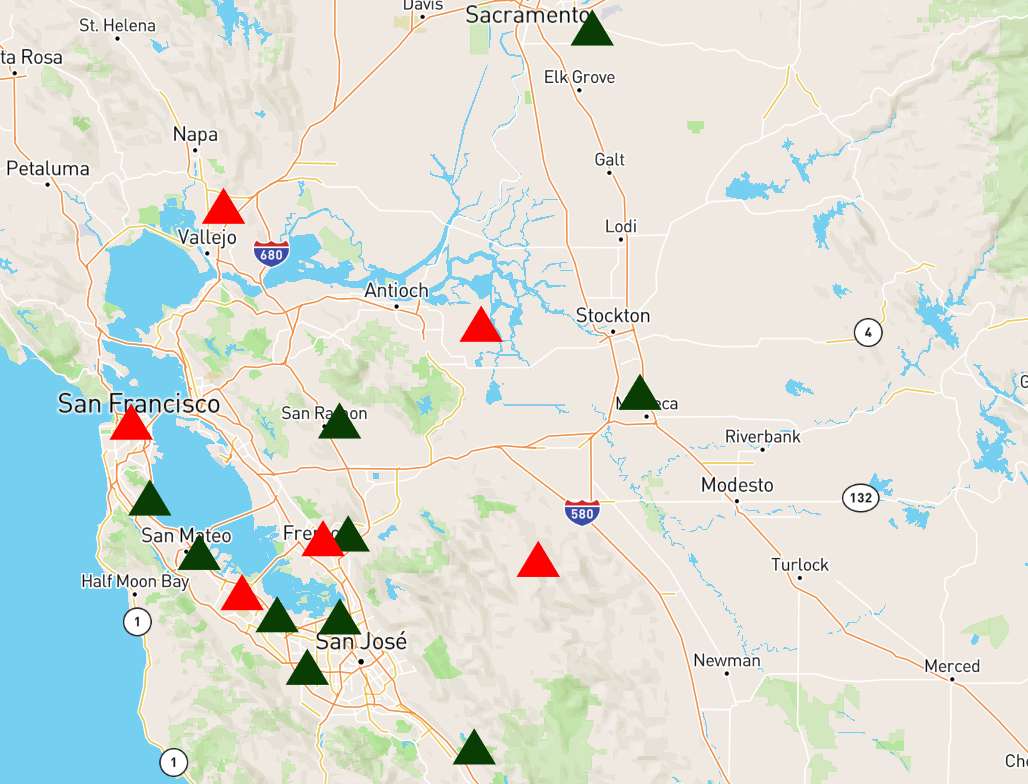 Davis
Sacramento
St. Helena
ta Rosa
Elk Grove
Napa
Petaluma
Galt
Lodi
Vallejo
680
Antioch
Stockton
4
San Francisco
San Ramon
Riverbank
Modesto
132
580
San Mateo
Turlock
Half Moon Bay
1
San José
Newman
Merced
1